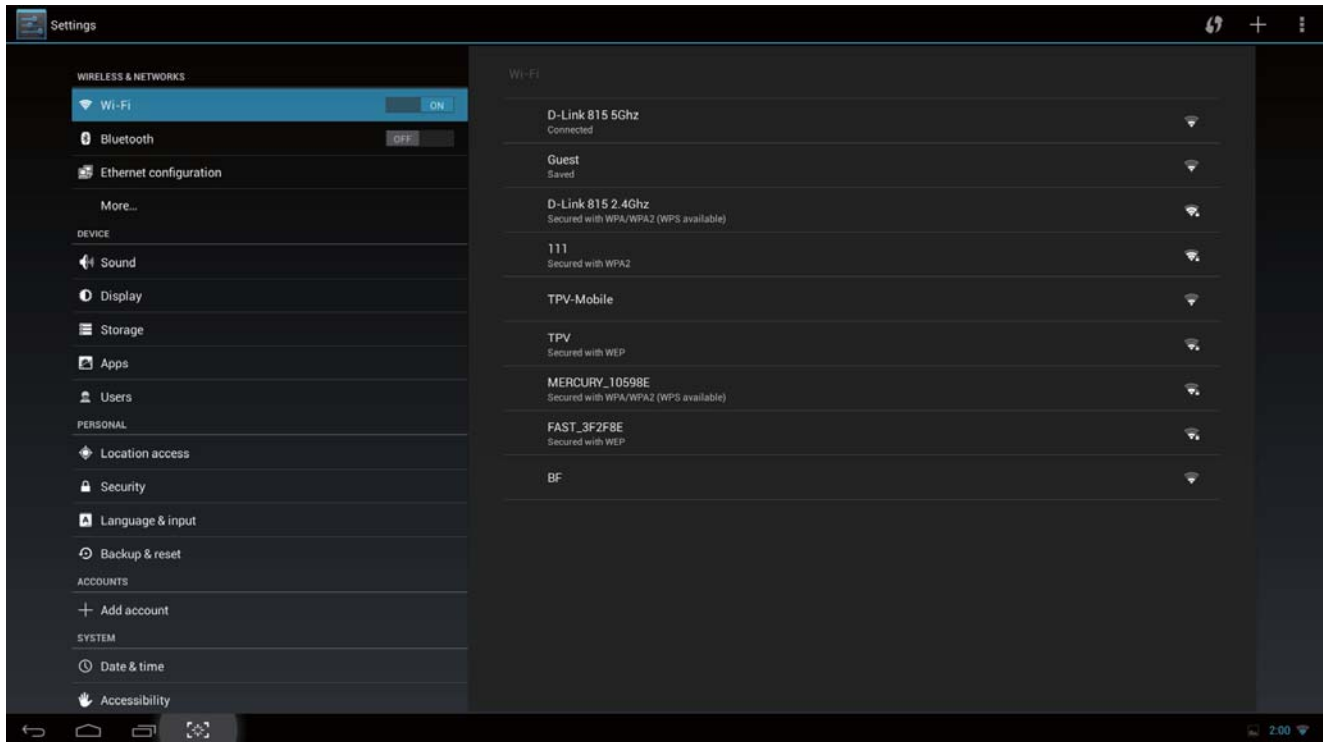 Settings
WIRELESS & NETWORKS
Wi-Fi
ON
Bluetooth
OFF
Ethernet configuration
More...
DEVICE
Sound
Display
Storage
Apps
Users
PERSONAL
Location access
Security
A Language & input
Backup & reset
ACCOUNTS
Add account
SYSTEM
Date & time
Accessibility
Wi-Fi
D-Link 815 5Ghz
Connected
Guest
Saved
D-Link 815 2.4Ghz
Secured with WPA/WPA2 (WPS available)
111
Secured with WPA2
TPV-Mobile
TPV
Secured with WEP
MERCURY_10598E
Secured with WPA/WPA2 (WPS available)
FAST_3F2F8E
Secured with WEP
BF
2:00